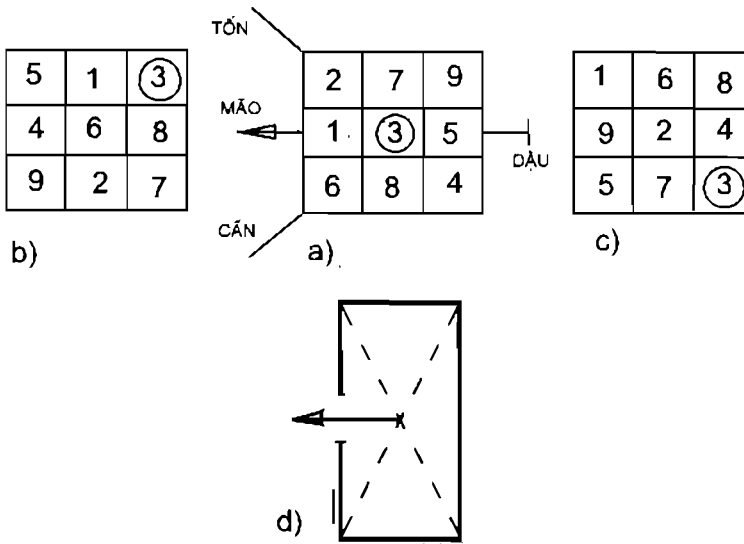 TỐN
5 1 3
4 6 8
9 2 7
b)
MÃO
2 7 9
1 3 5
6 8 4
DẬU
CẤN
a)
1 6 8
9 2 4
5 7 3
c)
d)